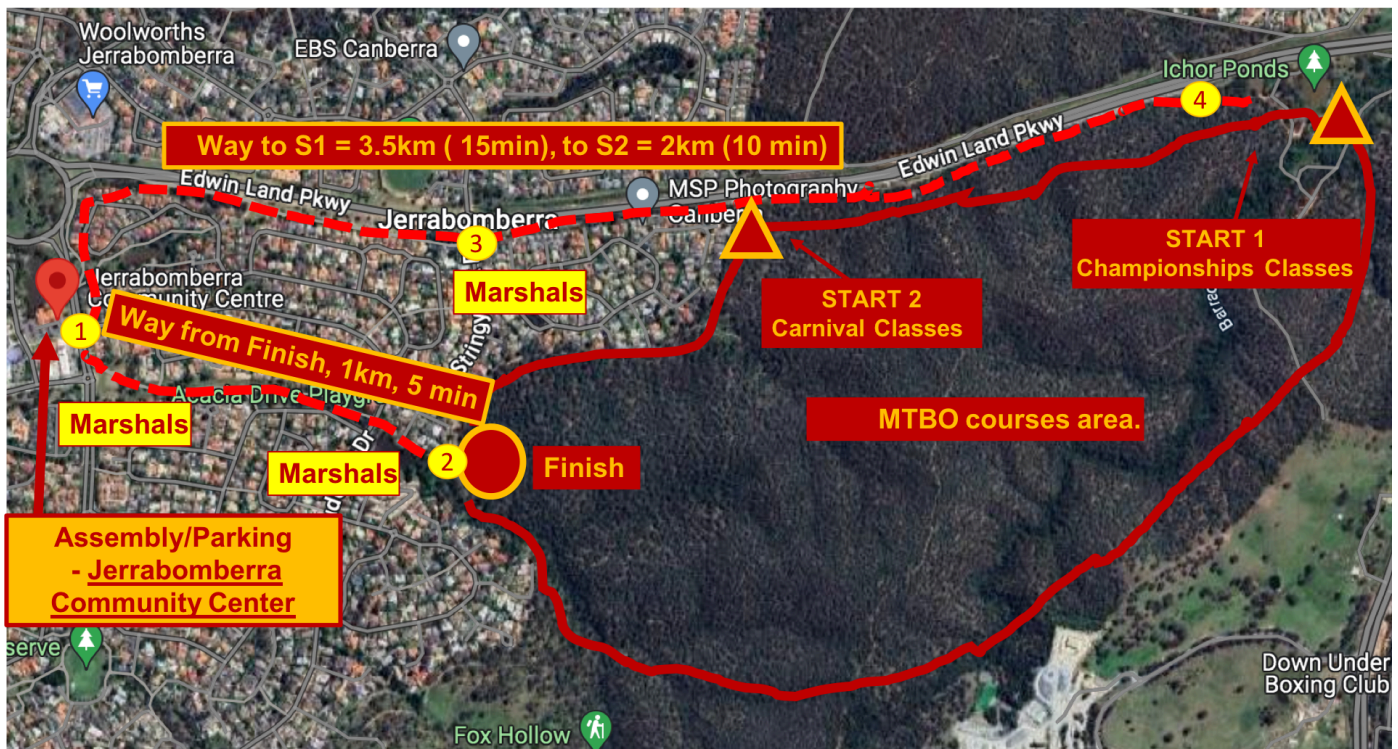 Woolworths
Jerrabomberra
EBS Canberra
Ichor Ponds
4
Way to S1 = 3.5km ( 15min), to S2 = 2km (10 min)
Edwin Land Pkwy
Edwin Land Pkwy
MSP Photography
Canberra
Jerrabomberra
3
START 1
Championships Classes
Jerrabomberra
Community Centre
Marshals
START 2
Carnival Classes
1
Way from Finish, 1km, 5 min
Stringy
Acacia Drive Playg
MTBO courses area.
Marshals
Dr
2
Marshals
Finish
Assembly/Parking
- Jerrabomberra
Community Center
serve
Down Under
Boxing Club
Fox Hollow